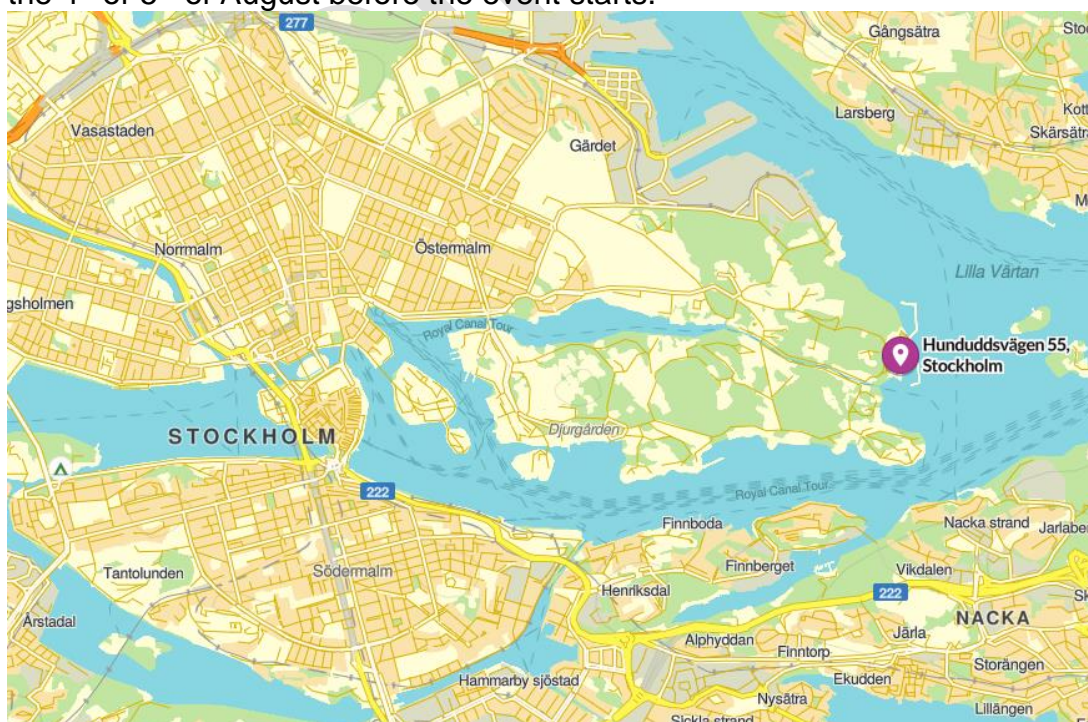 277
Gångsätra
Vasastaden
Larsberg
Gärdet
Skärsätra
Norrmalm
Östermalm
Lilla Värtan
Royal Canal Tour
Hunduddsvägen 55,
Stockholm
STOCKHOLM
Djurgården
222
Royal Canal Tour
Finnboda
Nacka strand
Finnberget
Vikdalen
Tantolunden
Södermalm
Henriksdal
222
NACKA
Årstadal
Alphyddan
Järla
Finntorp
Storängen
Hammarby sjöstad
Ekudden
Nysätra
Lillängen